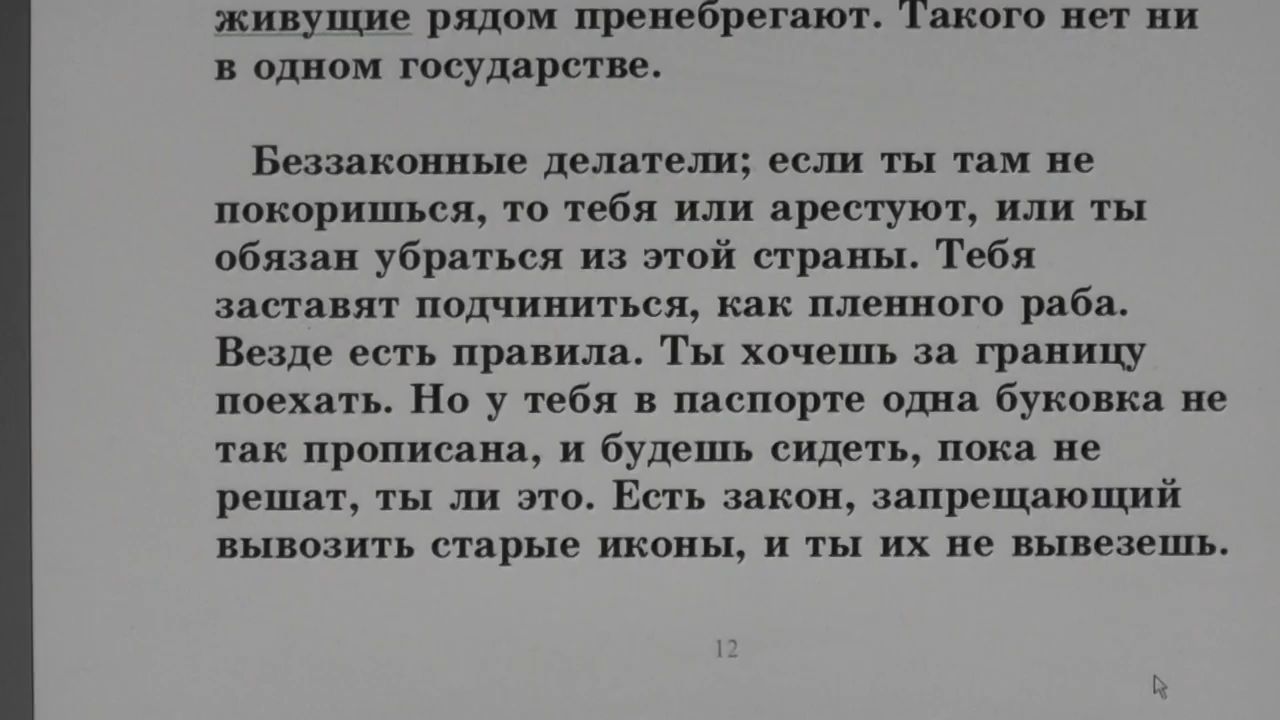 живущие рядом пренебрегают. Такого нет ни
в одном государстве.
Беззаконные делатели; если ты там не
покоришься, то тебя или арестуют, или ты
обязан убраться из этой страны. Тебя
заставят подчиниться, как пленного раба.
Везде есть правила. Ты хочешь за границу
поехать. Но у тебя в паспорте одна буковка не
так прописана, и будешь сидеть, пока не
решат, ты ли это. Есть закон, запрещающий
вывозить старые иконы, и ты их не вывезешь.
12